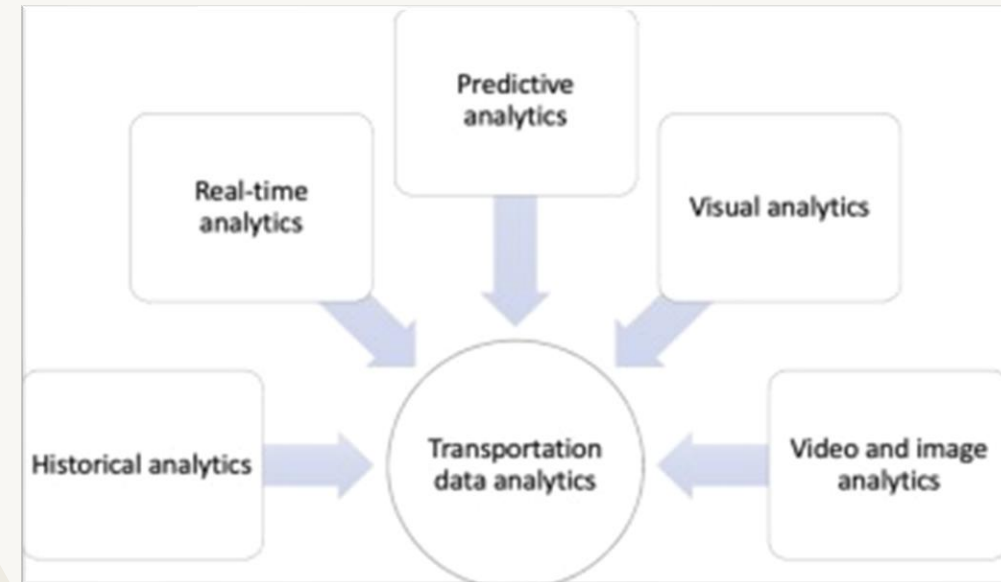 Predictive
analytics
Real-time
analytics
Visual analytics
Historical analytics
Transportation
data analytics
Video and image
analytics